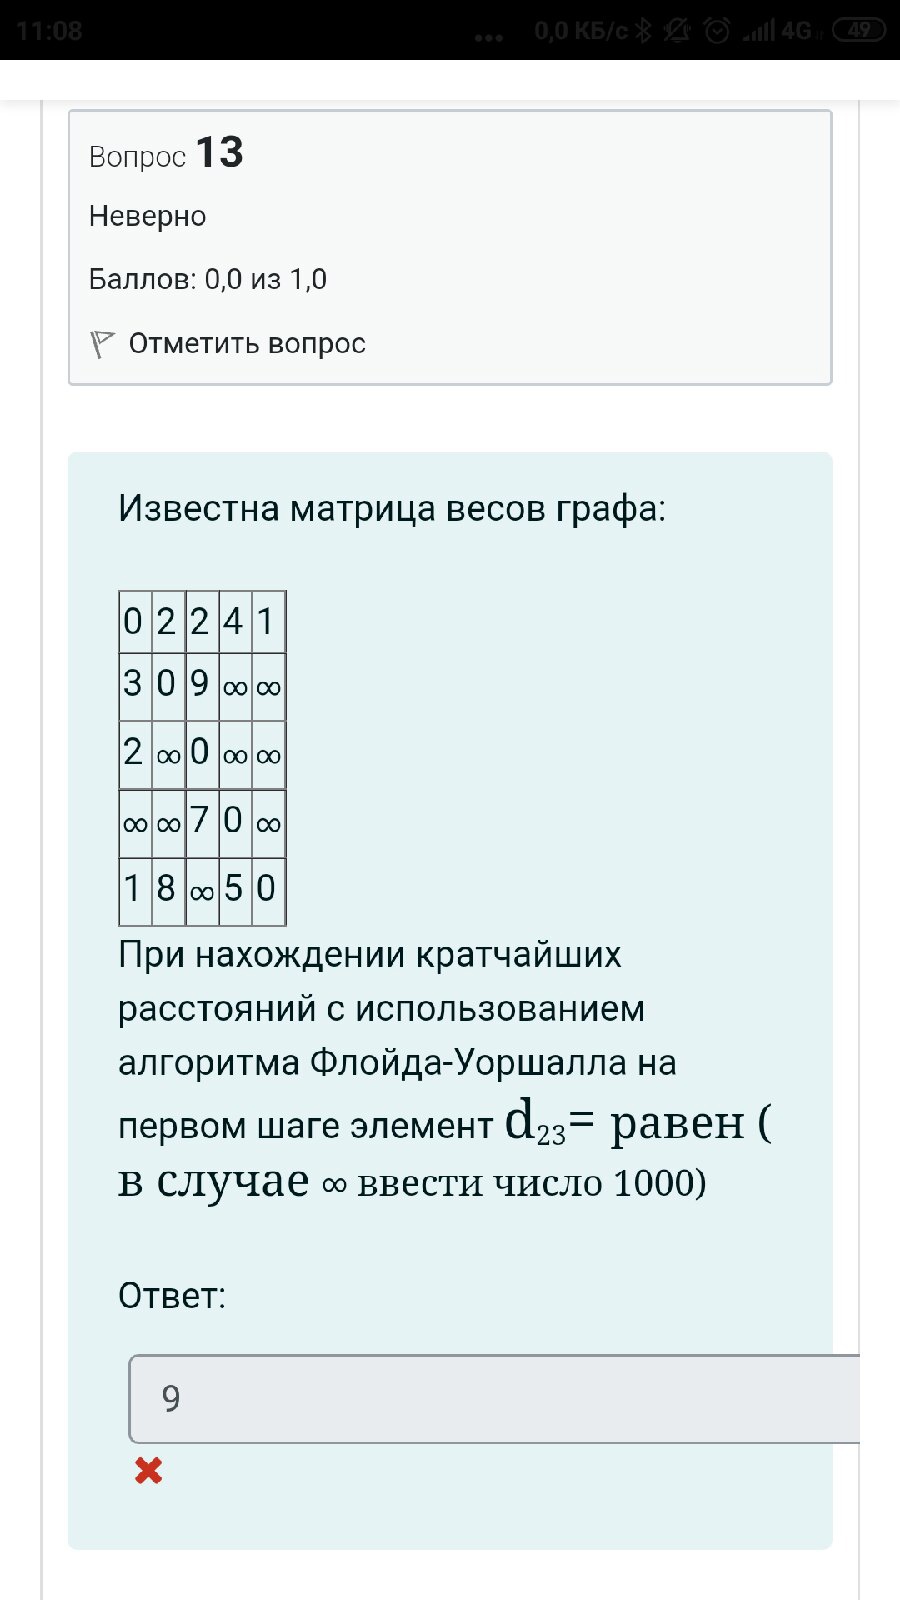 11:08 ... 0,0 КБ/с 4G 49
Вопрос 13
Неверно
Баллов: 0,0 из 1,0
Отметить вопрос
Известна матрица весов графа:
0 2 2 4 1
3 0 9 ∞ ∞
2 ∞ 0 ∞ ∞
∞ ∞ 7 0 ∞
1 8 ∞ 5 0
При нахождении кратчайших
расстояний с использованием
алгоритма Флойда-Уоршалла на
первом шаге элемент d₂₃= равен (
в случае ∞ ввести число 1000)
Ответ:
9